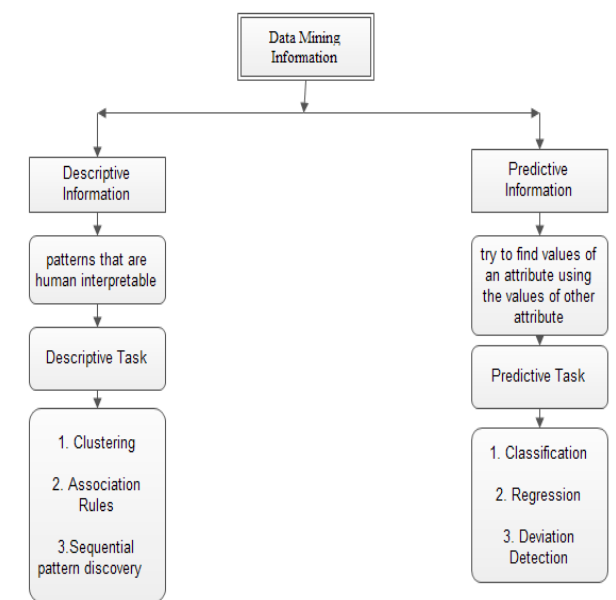 Data Mining
Information
Descriptive
Information
patterns that are
human interpretable
Descriptive Task
1. Clustering
2. Association
Rules
3.Sequential
pattern discovery
Predictive
Information
try to find values of
an attribute using
the values of other
attribute
Predictive Task
1. Classification
2. Regression
3. Deviation
Detection